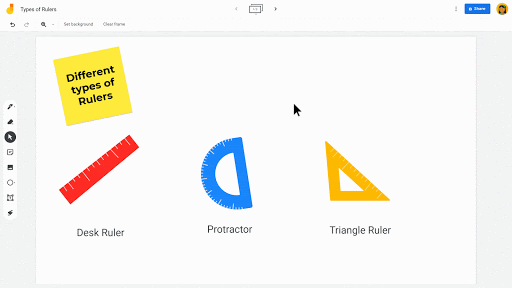 Types of Rulers
Share
Set background
Clear frame
Different
types of
Rulers
Desk Ruler
Protractor
Triangle Ruler